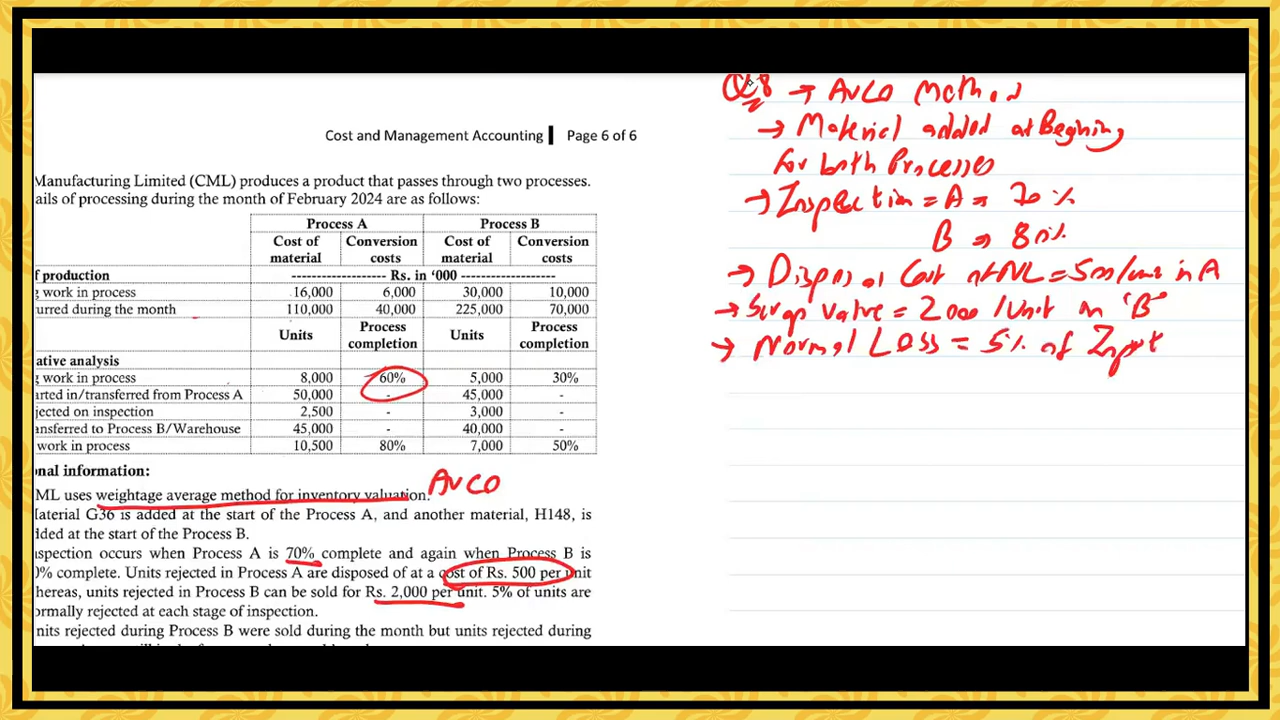 Cost and Management Accounting | Page 6 of 6
Manufacturing Limited (CML) produces a product that passes through two processes.
ails of processing during the month of February 2024 are as follows:
Process A Process B
Cost of material Conversion costs Cost of material Conversion costs
f production -------------------- Rs. in ‘000 --------------------
g work in process 16,000 6,000 30,000 10,000
urred during the month 110,000 40,000 225,000 70,000
Units Process completion Units Process completion
ative analysis
g work in process 8,000 60% 5,000 30%
arted in/transferred from Process A 50,000 - 45,000 -
jected on inspection 2,500 - 3,000 -
ansferred to Process B/Warehouse 45,000 - 40,000 -
work in process 10,500 80% 7,000 50%
onal information:
ML uses weightage average method for inventory valuation.
AVCO
Material G36 is added at the start of the Process A, and another material, H148, is
dded at the start of the Process B.
nspection occurs when Process A is 70% complete and again when Process B is
0% complete. Units rejected in Process A are disposed of at a cost of Rs. 500 per unit
hereas, units rejected in Process B can be sold for Rs. 2,000 per unit. 5% of units are
ormally rejected at each stage of inspection.
nits rejected during Process B were sold during the month but units rejected during
→ AVCO Method
→ Material added at Begining
for both Processes
→ Inspection = A = 70%
B => 80%
→ Disposal Cost of NL = 500/unit in A
→ Scrap value = 2000/Unit in 'B'
→ Normal Loss = 5% of Input